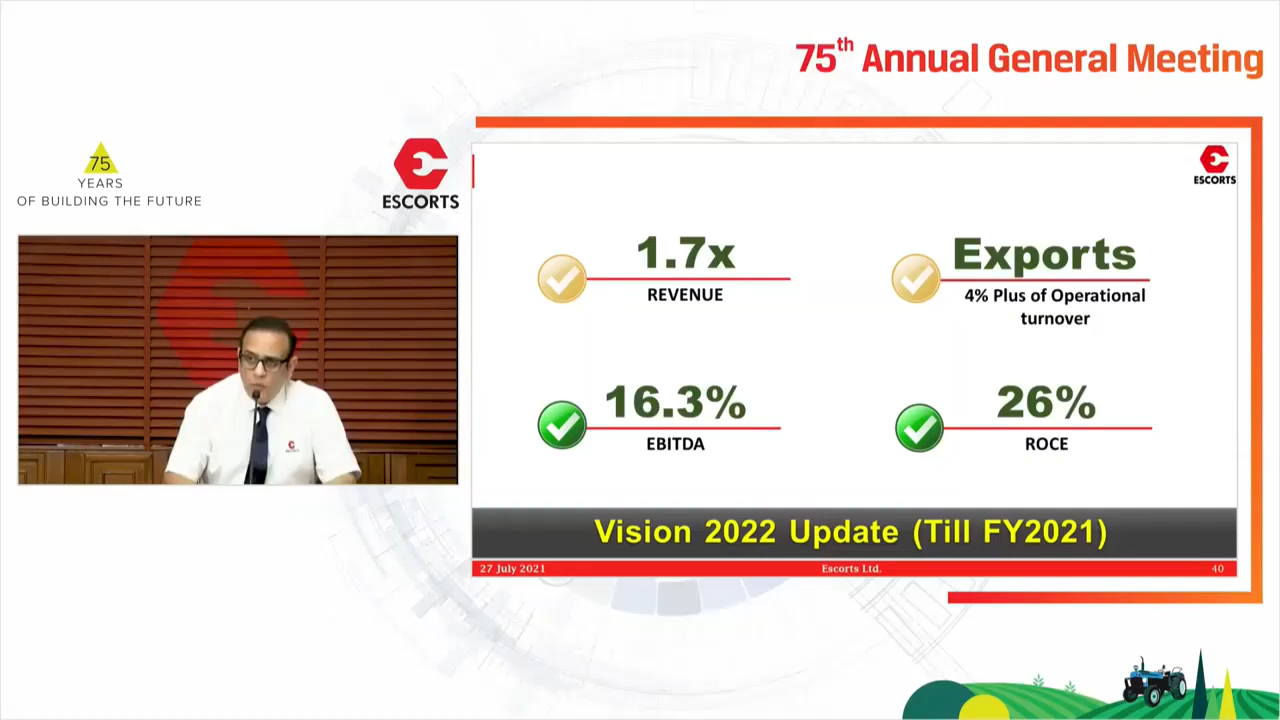 75th Annual General Meeting
75
YEARS
OF BUILDING THE FUTURE
ESCORTS
ESCORTS
1.7x
REVENUE
Exports
4% Plus of Operational
turnover
16.3%
EBITDA
26%
ROCE
ESCORTS
Vision 2022 Update (Till FY2021)
27 July 2021 Escorts Ltd. 40